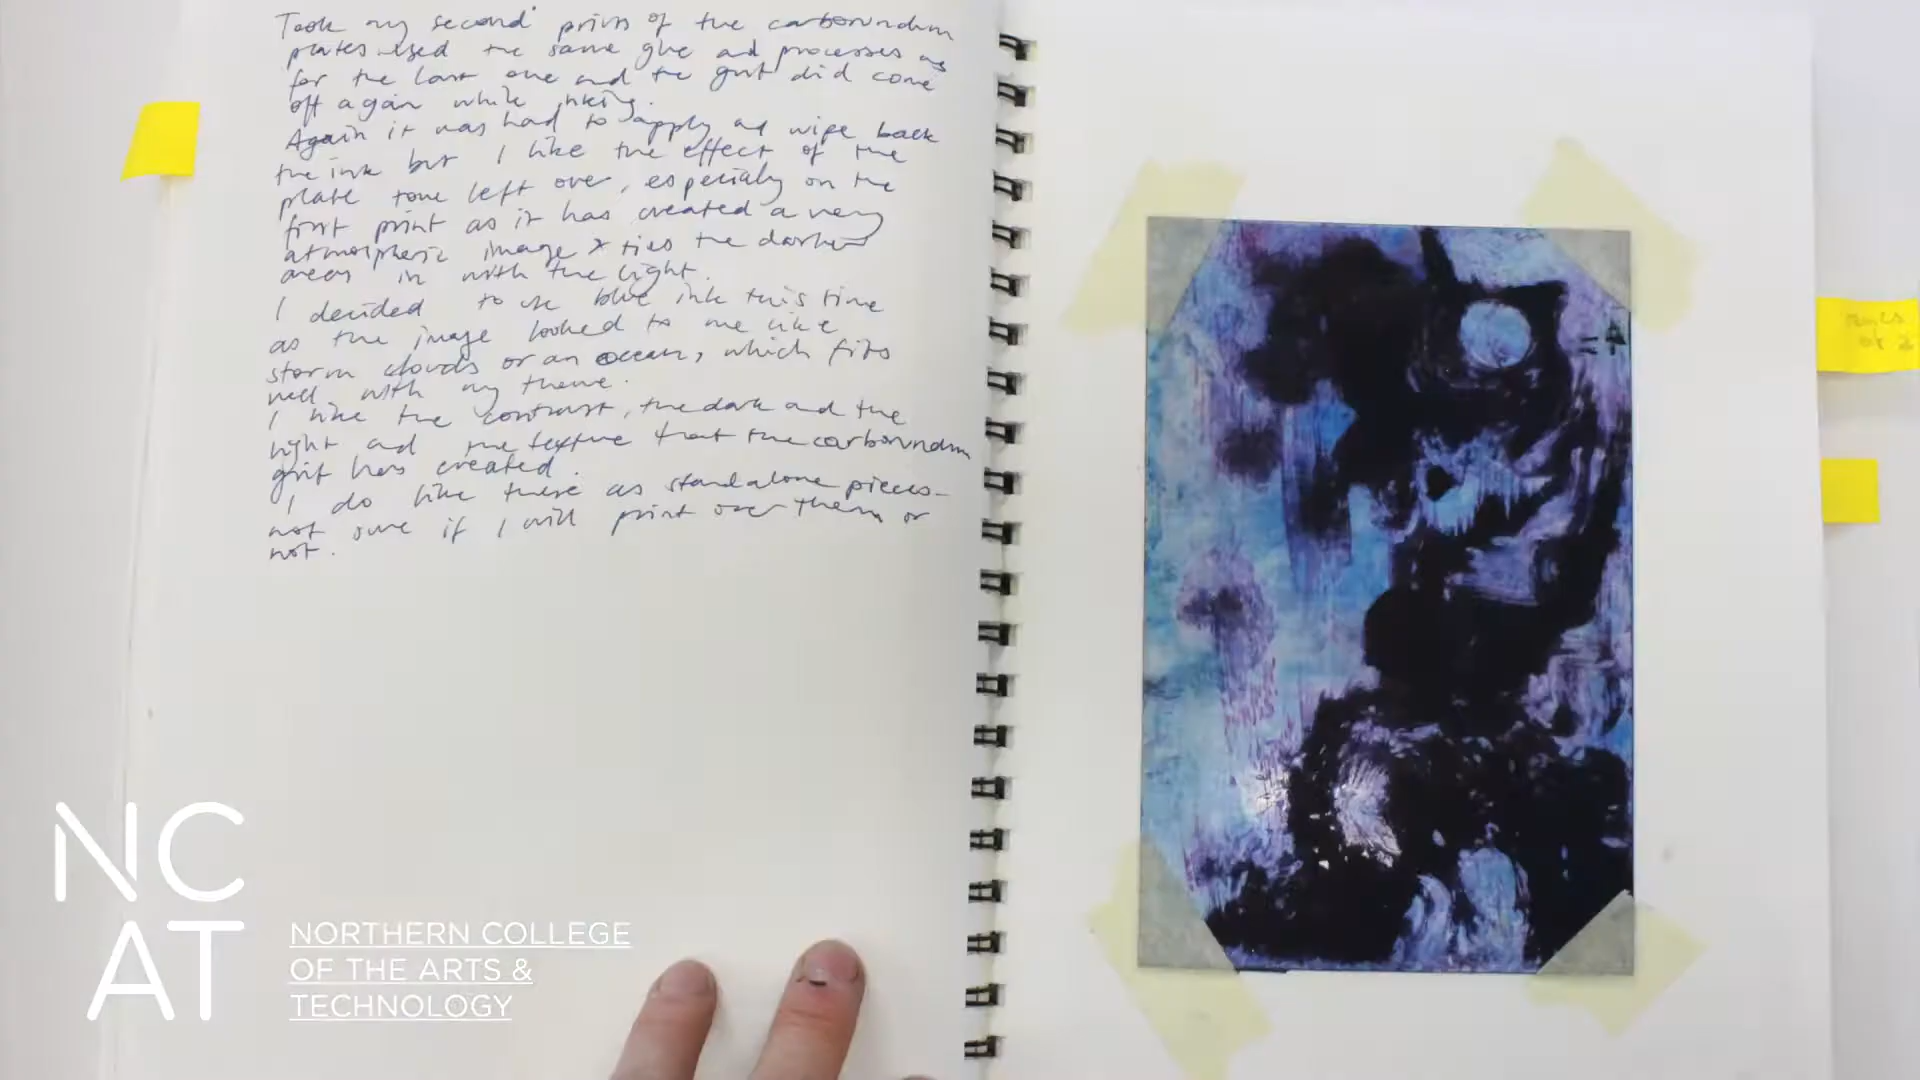 Took my second prints of the carborundum
plates used the same glue and processes as
for the last one and the grit did come
off again while inking.
Again it was hard to apply and wipe back
the ink but I like the effect of the
plate tone left over, especially on the
first print as it has created a very
atmospheric image & ties the darker
areas in with the light.
I decided to use blue ink this time
as the image looked to me like
storm clouds or an ocean, which fits
well with my theme.
I like the contrast, the dark and the
light and the texture that the carborundum
grit has created.
I do like these as standalone pieces -
not sure if I will print over them or
not.
NC
AT
NORTHERN COLLEGE
OF THE ARTS &
TECHNOLOGY